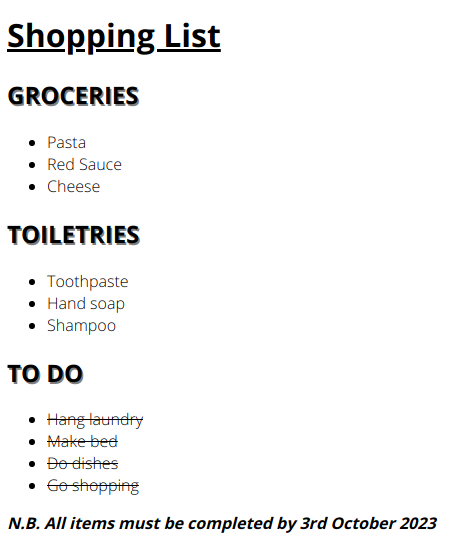 Shopping List
GROCERIES
Pasta
Red Sauce
Cheese
TOILETRIES
Toothpaste
Hand soap
Shampoo
TO DO
Hang laundry
Make bed
Do dishes
Go shopping
N.B. All items must be completed by 3rd October 2023